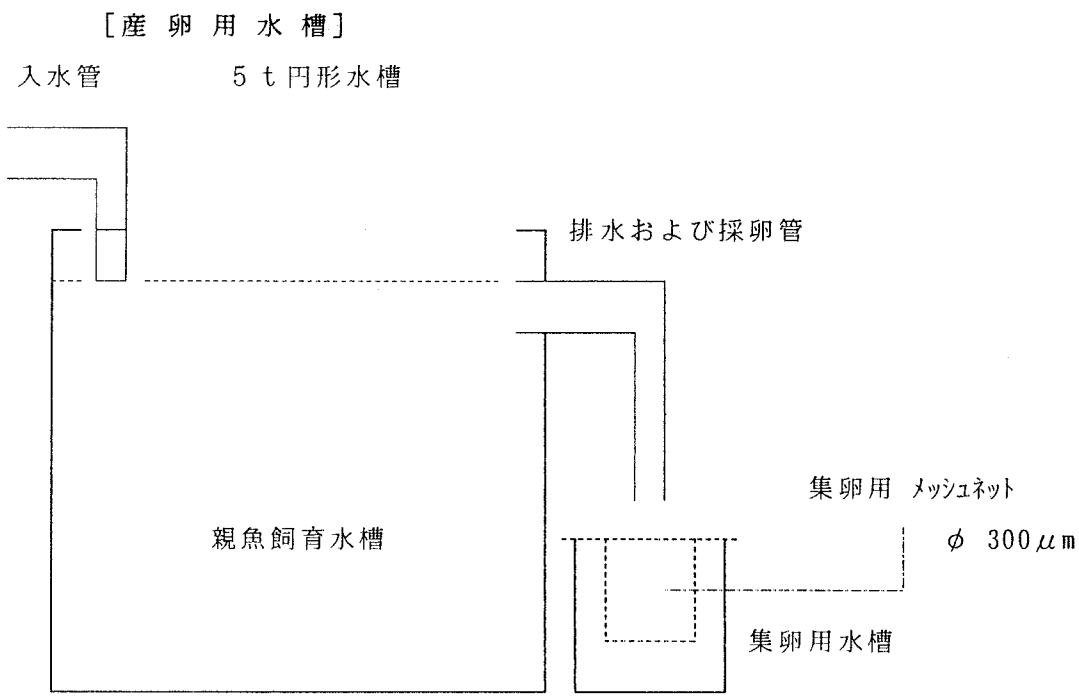 [産 卵 用 水 槽]
入水管　　5 t 円形水槽
排水および採卵管
集卵用 メッシュネット
親魚飼育水槽
φ 300μm
集卵用水槽